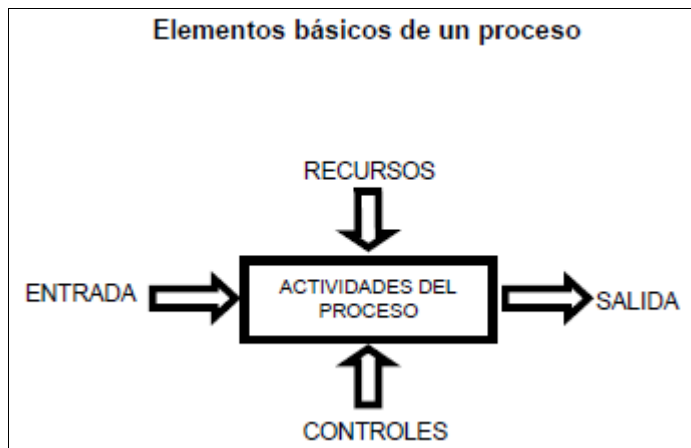 Elementos básicos de un proceso
RECURSOS
ENTRADA
ACTIVIDADES DEL
PROCESO
SALIDA
CONTROLES